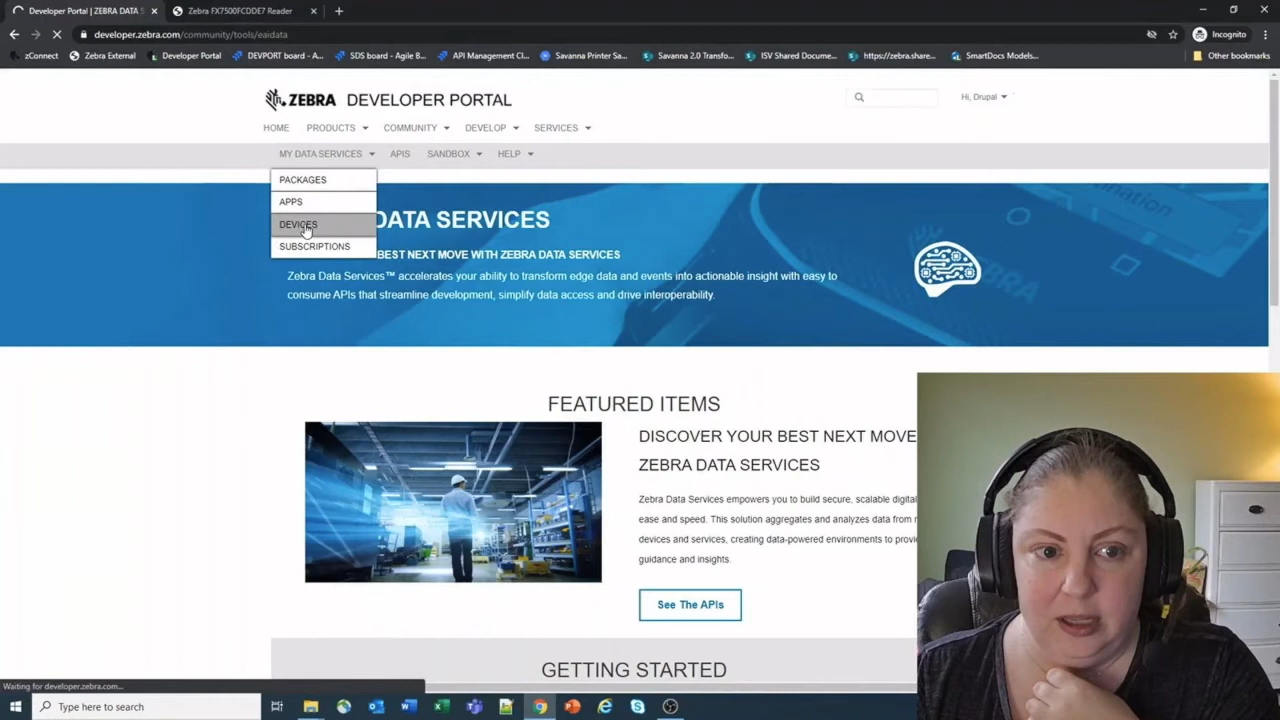 Developer Portal | ZEBRA DATA S
Zebra FX7500FCDDE7 Reader
developer.zebra.com/community/tools/eaidata
Incognito
zConnect
Zebra External
Developer Portal
DEVPORT board - A...
SDS board - Agile B...
API Management Cl...
Savanna Printer Sa...
Savanna 2.0 Transfo...
ISV Shared Docume...
https://zebra.share...
SmartDocs Models...
Other bookmarks
ZEBRA DEVELOPER PORTAL
Hi, Drupal
HOME PRODUCTS COMMUNITY DEVELOP SERVICES
MY DATA SERVICES APIS SANDBOX HELP
PACKAGES
APPS
DEVICES
SUBSCRIPTIONS
DATA SERVICES
BEST NEXT MOVE WITH ZEBRA DATA SERVICES
Zebra Data Services™ accelerates your ability to transform edge data and events into actionable insight with easy to
consume APIs that streamline development, simplify data access and drive interoperability.
ZEBRA
FEATURED ITEMS
DISCOVER YOUR BEST NEXT MOVE
ZEBRA DATA SERVICES
Zebra Data Services empowers you to build secure, scalable digital
ease and speed. This solution aggregates and analyzes data from
devices and services, creating data-powered environments to
guidance and insights.
See The APIs
GETTING STARTED
Waiting for developer.zebra.com...
Type here to search